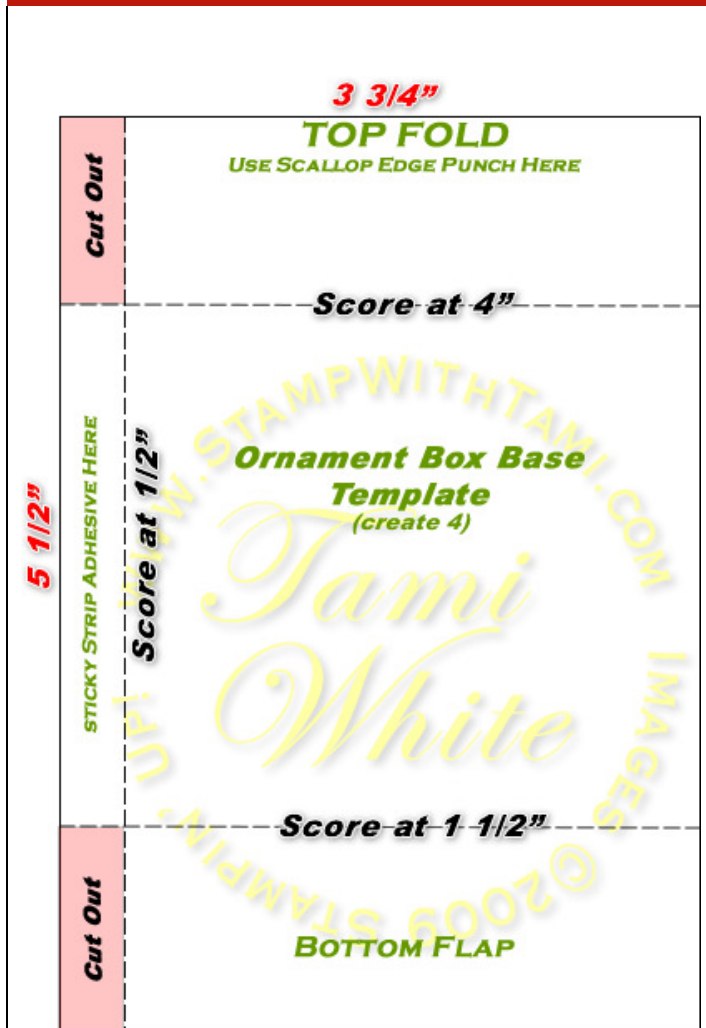 3 3/4”
TOP FOLD
USE SCALLOP EDGE PUNCH HERE
Cut Out
Score at 4”
WWW.STAMPWITHTAMI.COM IMAGES ©2009 STAMPIN' UP!
Ornament Box Base
Template
(create 4)
Tami
White
5 1/2”
STICKY STRIP ADHESIVE HERE
Score at 1/2”
Score at 1 1/2”
Cut Out
BOTTOM FLAP